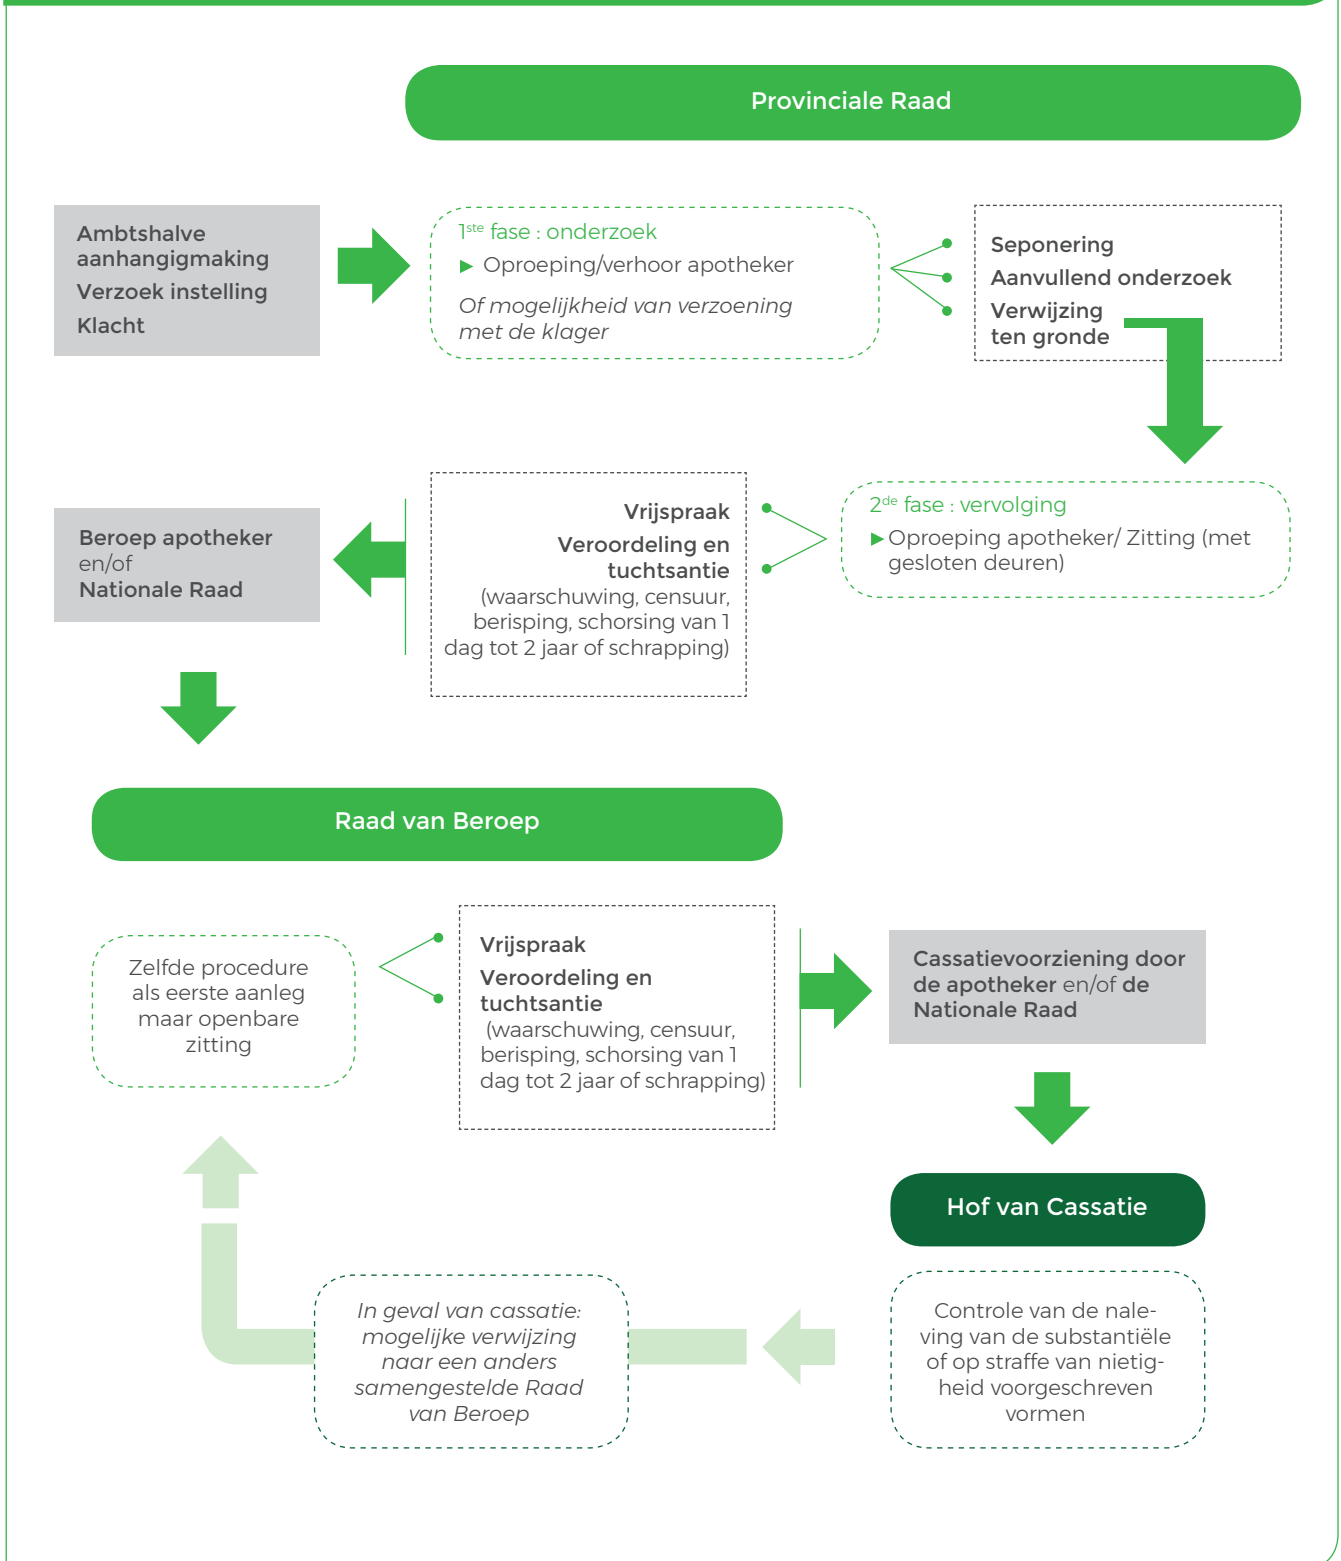 Provinciale Raad
Ambtshalve
aanhangigmaking
Verzoek instelling
Klacht
1ste fase : onderzoek
► Oproeping/verhoor apotheker
Of mogelijkheid van verzoening
met de klager
Seponering
Aanvullend onderzoek
Verwijzing
ten gronde
2de fase : vervolging
► Oproeping apotheker/ Zitting (met
gesloten deuren)
Vrijspraak
Veroordeling en
tuchtsantie
(waarschuwing, censuur,
berisping, schorsing van 1
dag tot 2 jaar of schrapping)
Beroep apotheker
en/of
Nationale Raad
Raad van Beroep
Zelfde procedure
als eerste aanleg
maar openbare
zitting
Vrijspraak
Veroordeling en
tuchtsantie
(waarschuwing, censuur,
berisping, schorsing van 1
dag tot 2 jaar of schrapping)
Cassatievoorziening door
de apotheker en/of de
Nationale Raad
Hof van Cassatie
Controle van de nale-
ving van de substantiële
of op straffe van nietig-
heid voorgeschreven
vormen
In geval van cassatie:
mogelijke verwijzing
naar een anders
samengestelde Raad
van Beroep